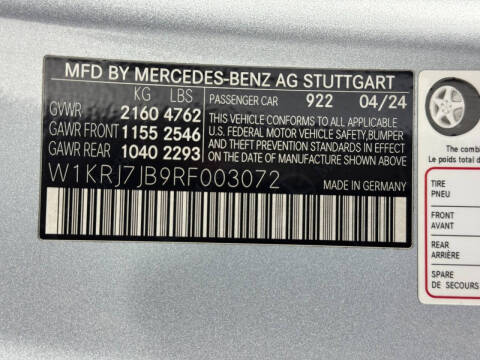 MFD BY MERCEDES-BENZ AG STUTTGART
KG LBS
GVWR 2160 4762
GAWR FRONT 1155 2546
GAWR REAR 1040 2293
PASSENGER CAR 922 04/24
THIS VEHICLE CONFORMS TO ALL APPLICABLE
U.S. FEDERAL MOTOR VEHICLE SAFETY, BUMPER
AND THEFT PREVENTION STANDARDS IN EFFECT
ON THE DATE OF MANUFACTURE SHOWN ABOVE.
W1KRJ7JB9RF003072
MADE IN GERMANY
The combi
Le poids total d
TIRE
PNEU
FRONT
AVANT
REAR
ARRIÈRE
SPARE
DE SECOURS